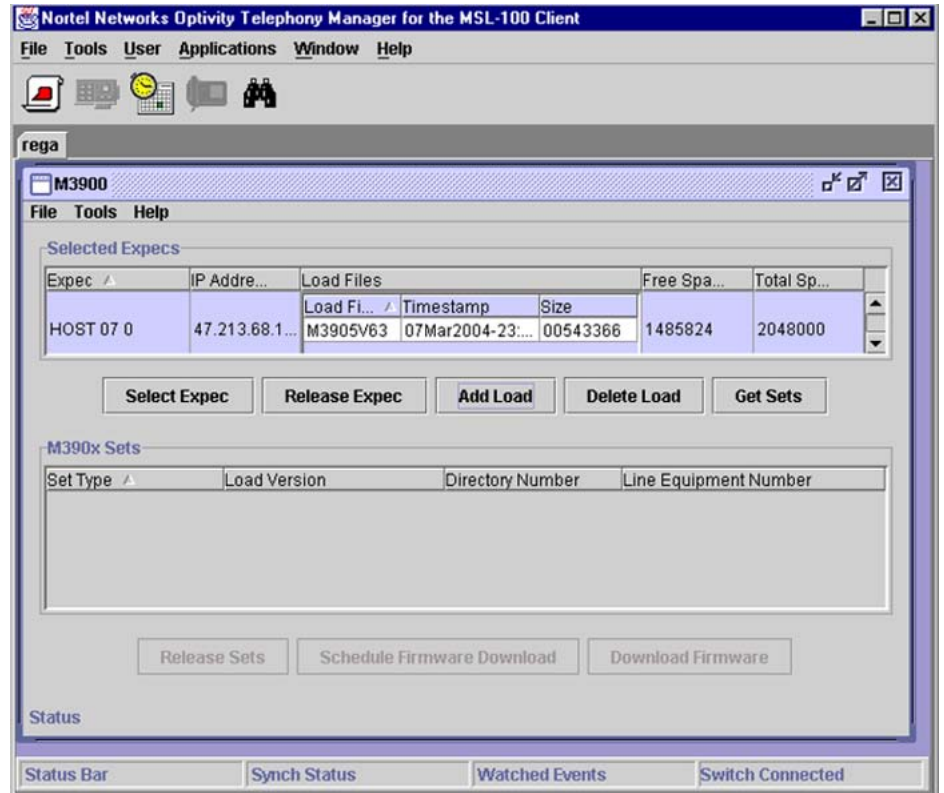 Nortel Networks Optivity Telephony Manager for the MSL-100 Client
File Tools User Applications Window Help
rega
M3900
File Tools Help
Selected Expecs
Expec IP Addre... Load Files Free Spa... Total Sp...
Load Fi... Timestamp Size
HOST 07 0 47.213.68.1... M3905V63 07Mar2004-23:... 00543366 1485824 2048000
Select Expec Release Expec Add Load Delete Load Get Sets
M390x Sets
Set Type Load Version Directory Number Line Equipment Number
Release Sets Schedule Firmware Download Download Firmware
Status
Status Bar Synch Status Watched Events Switch Connected